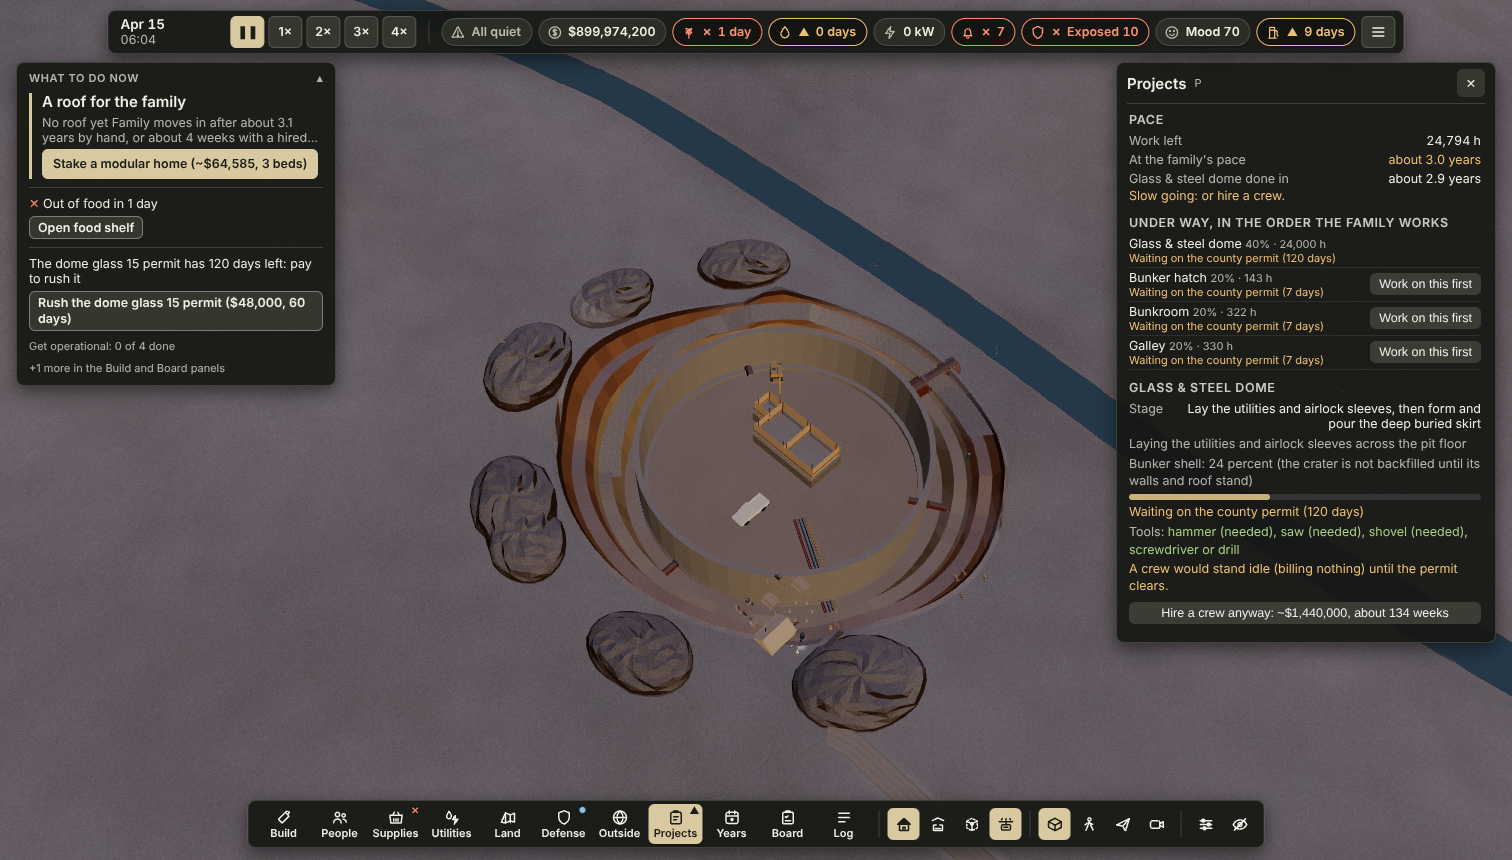 Apr 15
06:04
1×
2×
3×
4×
All quiet
$899,974,200
× 1 day
▲ 0 days
0 kW
× 7
× Exposed 10
Mood 70
▲ 9 days
WHAT TO DO NOW
A roof for the family
No roof yet Family moves in after about 3.1
years by hand, or about 4 weeks with a hired...
Stake a modular home (~$64,585, 3 beds)
× Out of food in 1 day
Open food shelf
The dome glass 15 permit has 120 days left: pay
to rush it
Rush the dome glass 15 permit ($48,000, 60
days)
Get operational: 0 of 4 done
+1 more in the Build and Board panels
Projects P
PACE
Work left 24,794 h
At the family's pace about 3.0 years
Glass & steel dome done in about 2.9 years
Slow going: or hire a crew.
UNDER WAY, IN THE ORDER THE FAMILY WORKS
Glass & steel dome 40% · 24,000 h
Waiting on the county permit (120 days)
Bunker hatch 20% · 143 h
Waiting on the county permit (7 days)
Work on this first
Bunkroom 20% · 322 h
Waiting on the county permit (7 days)
Work on this first
Galley 20% · 330 h
Waiting on the county permit (7 days)
Work on this first
GLASS & STEEL DOME
Stage Lay the utilities and airlock sleeves, then form and
pour the deep buried skirt
Laying the utilities and airlock sleeves across the pit floor
Bunker shell: 24 percent (the crater is not backfilled until its
walls and roof stand)
Waiting on the county permit (120 days)
Tools: hammer (needed), saw (needed), shovel (needed),
screwdriver or drill
A crew would stand idle (billing nothing) until the permit
clears.
Hire a crew anyway: ~$1,440,000, about 134 weeks
Build
People
Supplies
Utilities
Land
Defense
Outside
Projects
Years
Board
Log